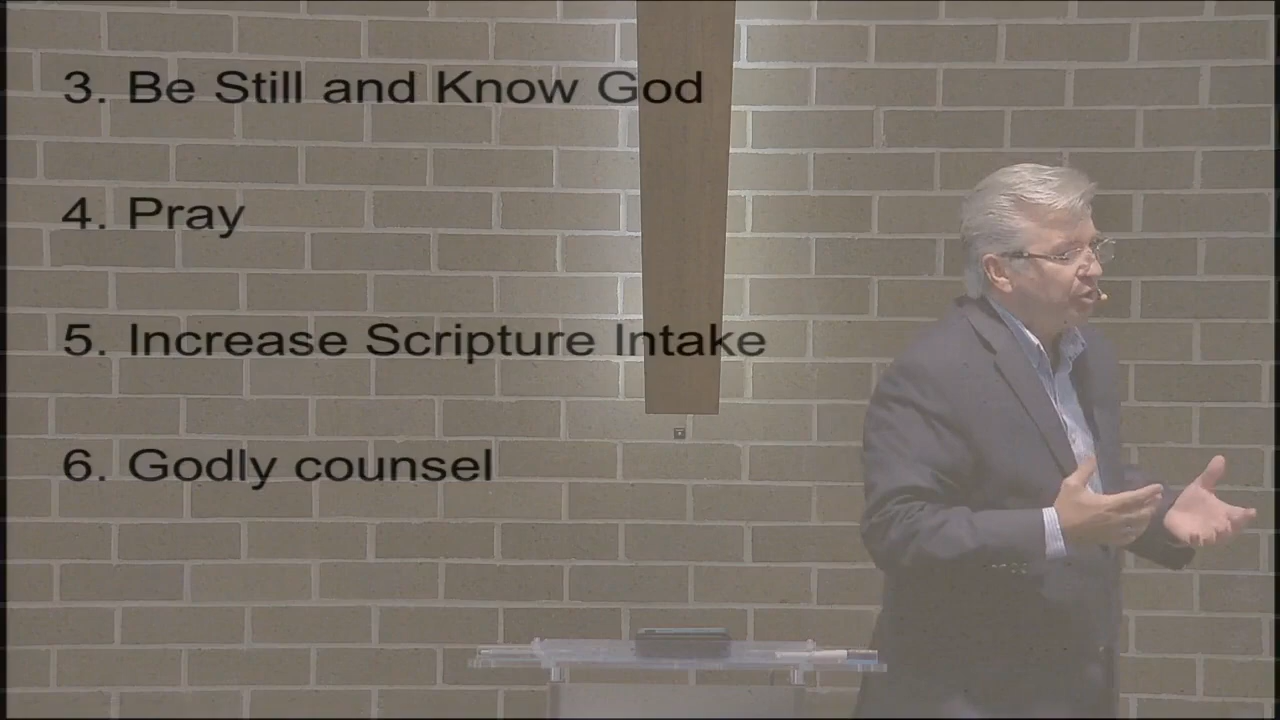 3. Be Still and Know God
4. Pray
5. Increase Scripture Intake
6. Godly counsel